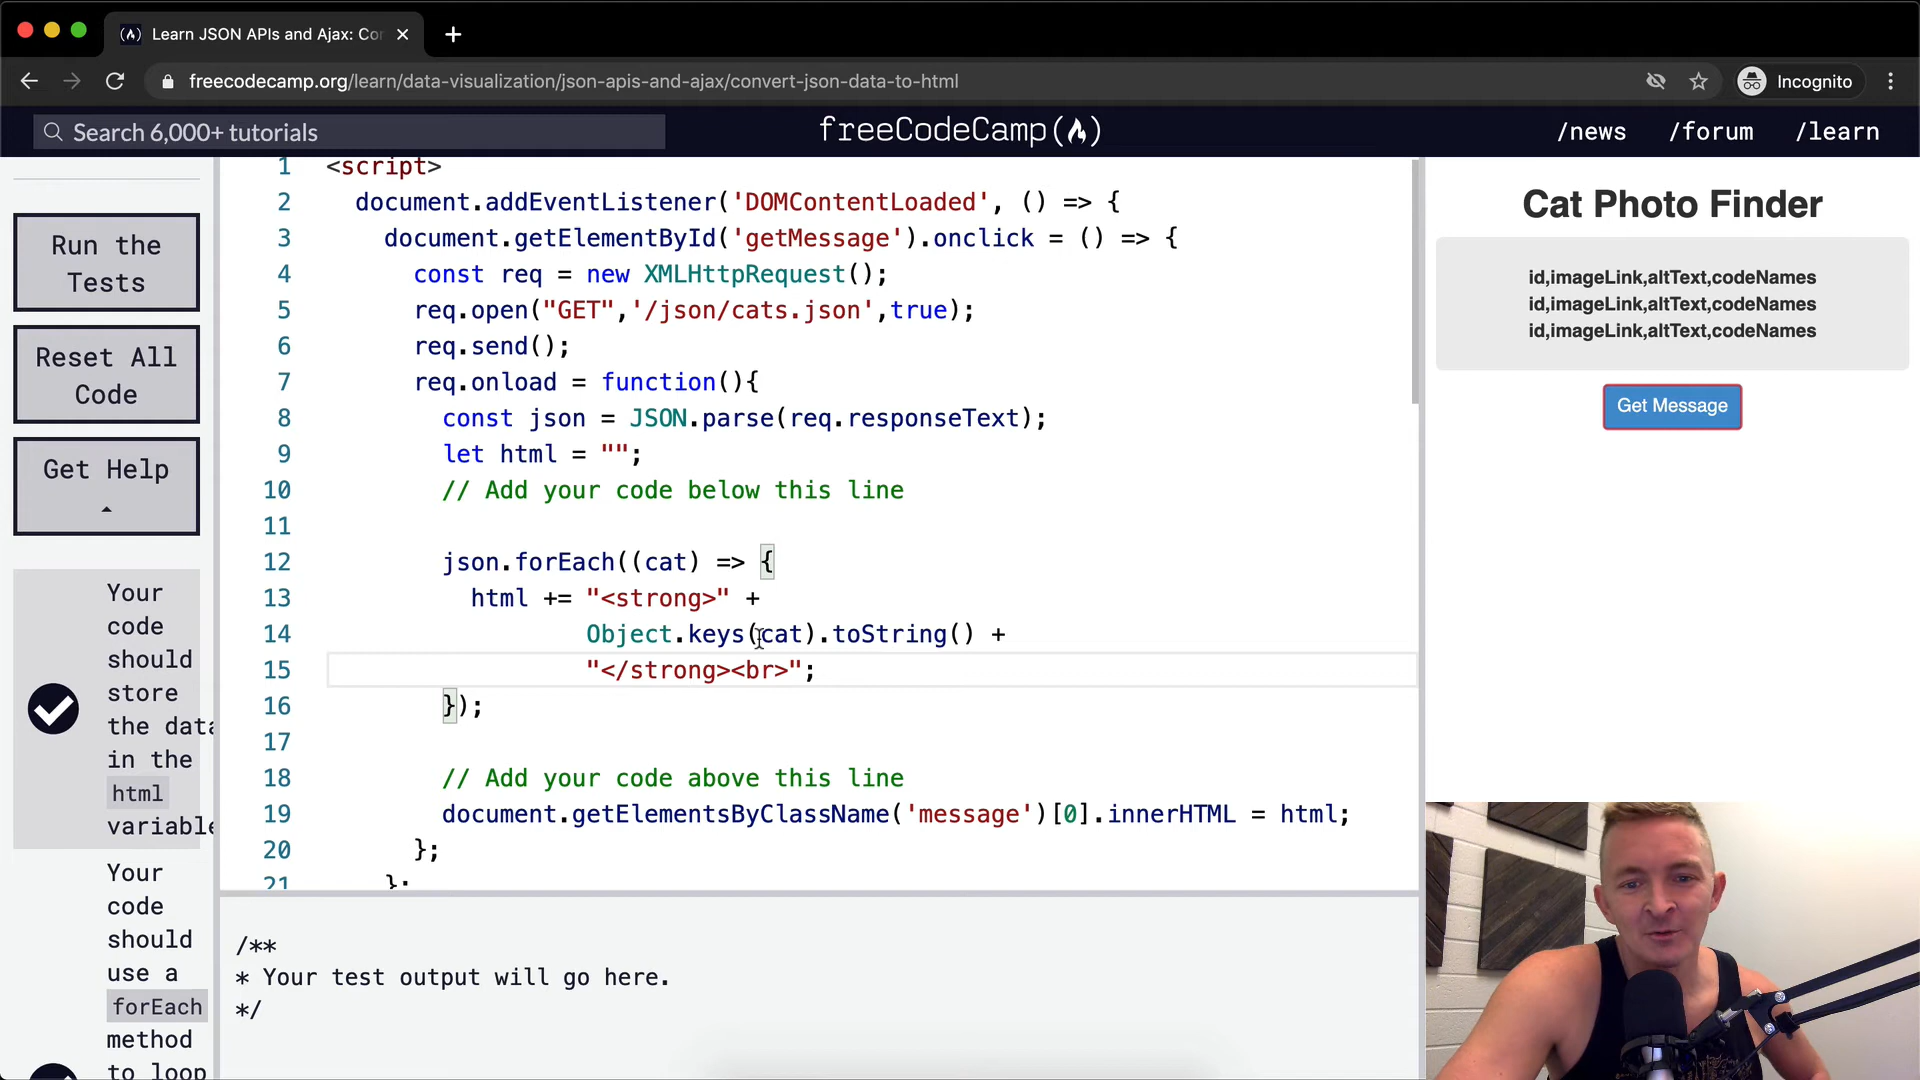 Learn JSON APIs and Ajax: Co
freecodecamp.org/learn/data-visualization/json-apis-and-ajax/convert-json-data-to-html
Incognito
Search 6,000+ tutorials
freeCodeCamp
/news
/forum
/learn
Run the
Tests
Reset All
Code
Get Help
Your
code
should
store
the data
in the
html
variable
Your
code
should
use a
forEach
method
to loop
1 <script>
2 document.addEventListener('DOMContentLoaded', () => {
3 document.getElementById('getMessage').onclick = () => {
4 const req = new XMLHttpRequest();
5 req.open("GET",'/json/cats.json',true);
6 req.send();
7 req.onload = function(){
8 const json = JSON.parse(req.responseText);
9 let html = "";
10 // Add your code below this line
11
12 json.forEach((cat) => {
13 html += "<strong>" +
14 Object.keys(cat).toString() +
15 "</strong><br>";
16 });
17
18 // Add your code above this line
19 document.getElementsByClassName('message')[0].innerHTML = html;
20 };
21 };
/**
* Your test output will go here.
*/
Cat Photo Finder
id,imageLink,altText,codeNames
id,imageLink,altText,codeNames
id,imageLink,altText,codeNames
Get Message